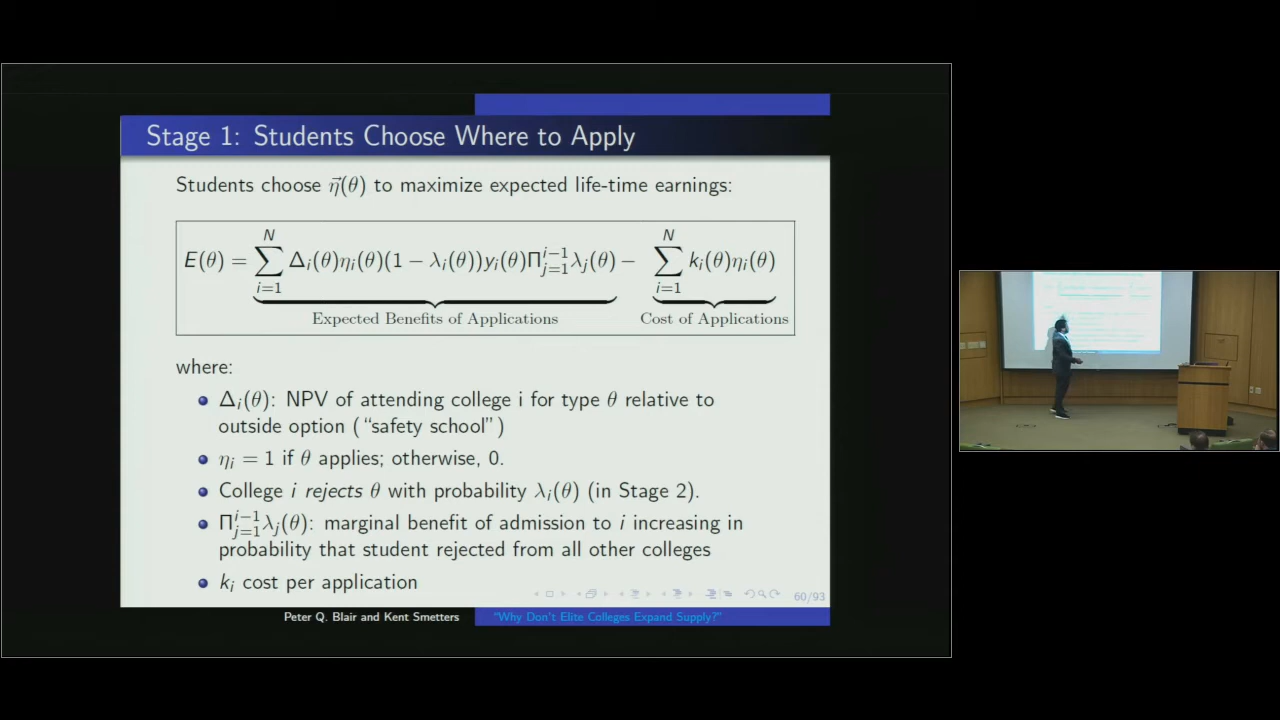 Stage 1: Students Choose Where to Apply
Students choose η⃗(θ) to maximize expected life-time earnings:
E(θ) = ∑_{i=1}^{N} Δ_i(θ)η_i(θ)(1 − λ_i(θ))y_i(θ)Π_{j=1}^{i−1}λ_j(θ) − ∑_{i=1}^{N} k_i(θ)η_i(θ)
Expected Benefits of Applications Cost of Applications
where:
Δ_i(θ): NPV of attending college i for type θ relative to
outside option ("safety school")
η_i = 1 if θ applies; otherwise, 0.
College i rejects θ with probability λ_i(θ) (in Stage 2).
Π_{j=1}^{i−1}λ_j(θ): marginal benefit of admission to i increasing in
probability that student rejected from all other colleges
k_i cost per application
60/93
Peter Q. Blair and Kent Smetters "Why Don't Elite Colleges Expand Supply?"